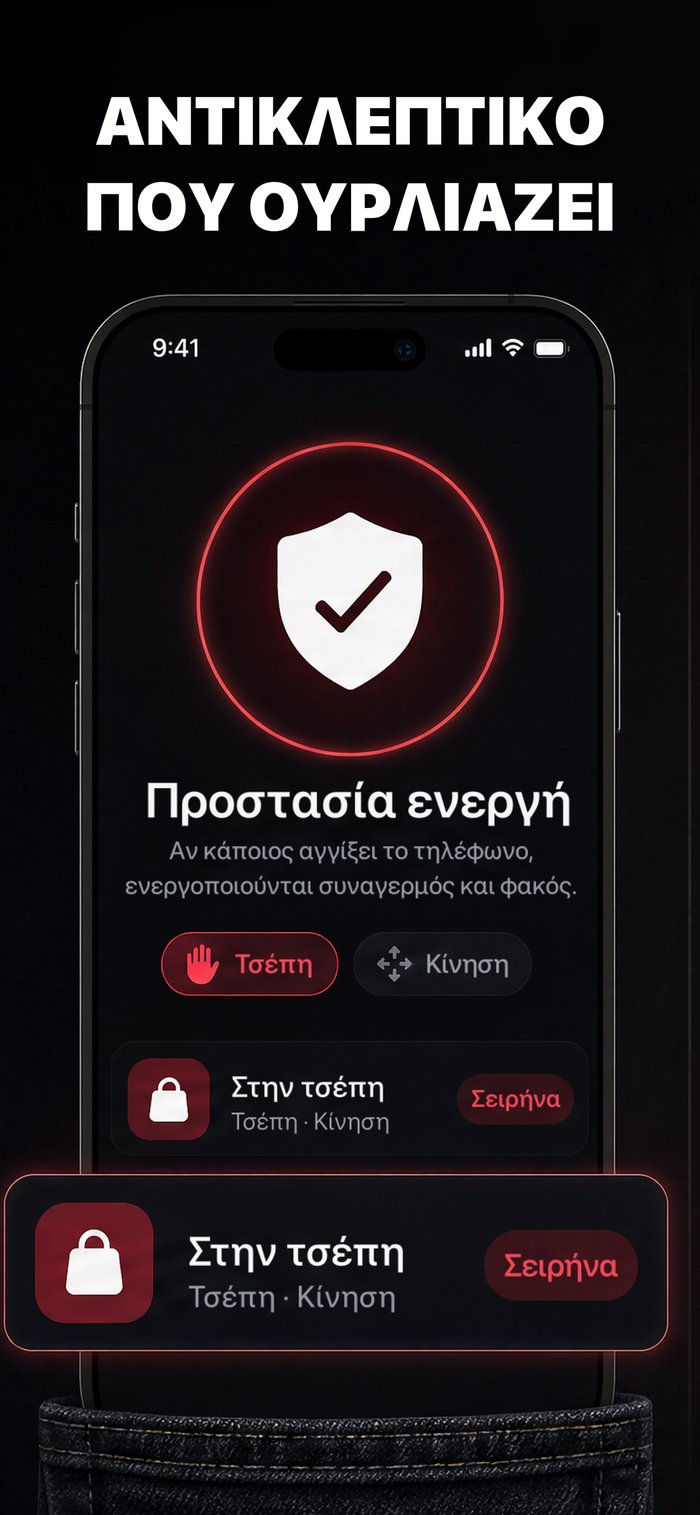 ΑΝΤΙΚΛΕΠΤΙΚΟ
ΠΟΥ ΟΥΡΛΙΑΖΕΙ
9:41
Προστασία ενεργή
Αν κάποιος αγγίξει το τηλέφωνο,
ενεργοποιούνται συναγερμός και φακός.
Τσέπη
Κίνηση
Στην τσέπη
Τσέπη · Κίνηση
Σειρήνα
Στην τσέπη
Τσέπη · Κίνηση
Σειρήνα